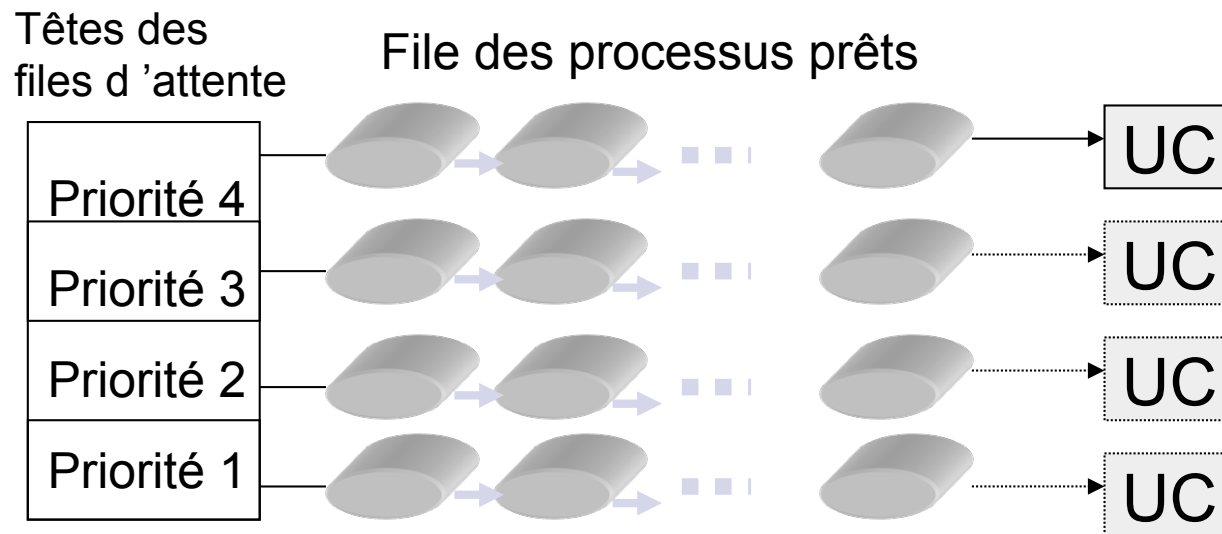 Têtes des
files d ’attente
File des processus prêts
Priorité 4
UC
Priorité 3
UC
Priorité 2
UC
Priorité 1
UC